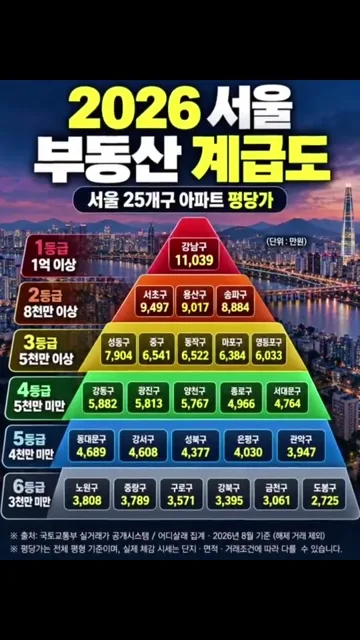 2026 서울
부동산 계급도
서울 25개구 아파트 평당가
(단위 : 만원)
1등급
1억 이상
강남구
11,039
2등급
8천만 이상
서초구 용산구 송파구
9,497 9,017 8,884
3등급
5천만 이상
성동구 중구 동작구 마포구 영등포구
7,904 6,541 6,522 6,384 6,033
4등급
5천만 미만
강동구 광진구 양천구 종로구 서대문구
5,882 5,813 5,767 4,966 4,764
5등급
4천만 미만
동대문구 강서구 성북구 은평구 관악구
4,689 4,608 4,377 4,030 3,947
6등급
3천만 미만
노원구 중랑구 구로구 강북구 금천구 도봉구
3,808 3,789 3,571 3,395 3,061 2,725
※ 출처: 국토교통부 실거래가 공개시스템 / 어디살래 집계 · 2026년 8월 기준 (해제 거래 제외)
※ 평당가는 전체 평형 기준이며, 실제 체감 시세는 단지 · 면적 · 거래조건에 따라 다를 수 있습니다.